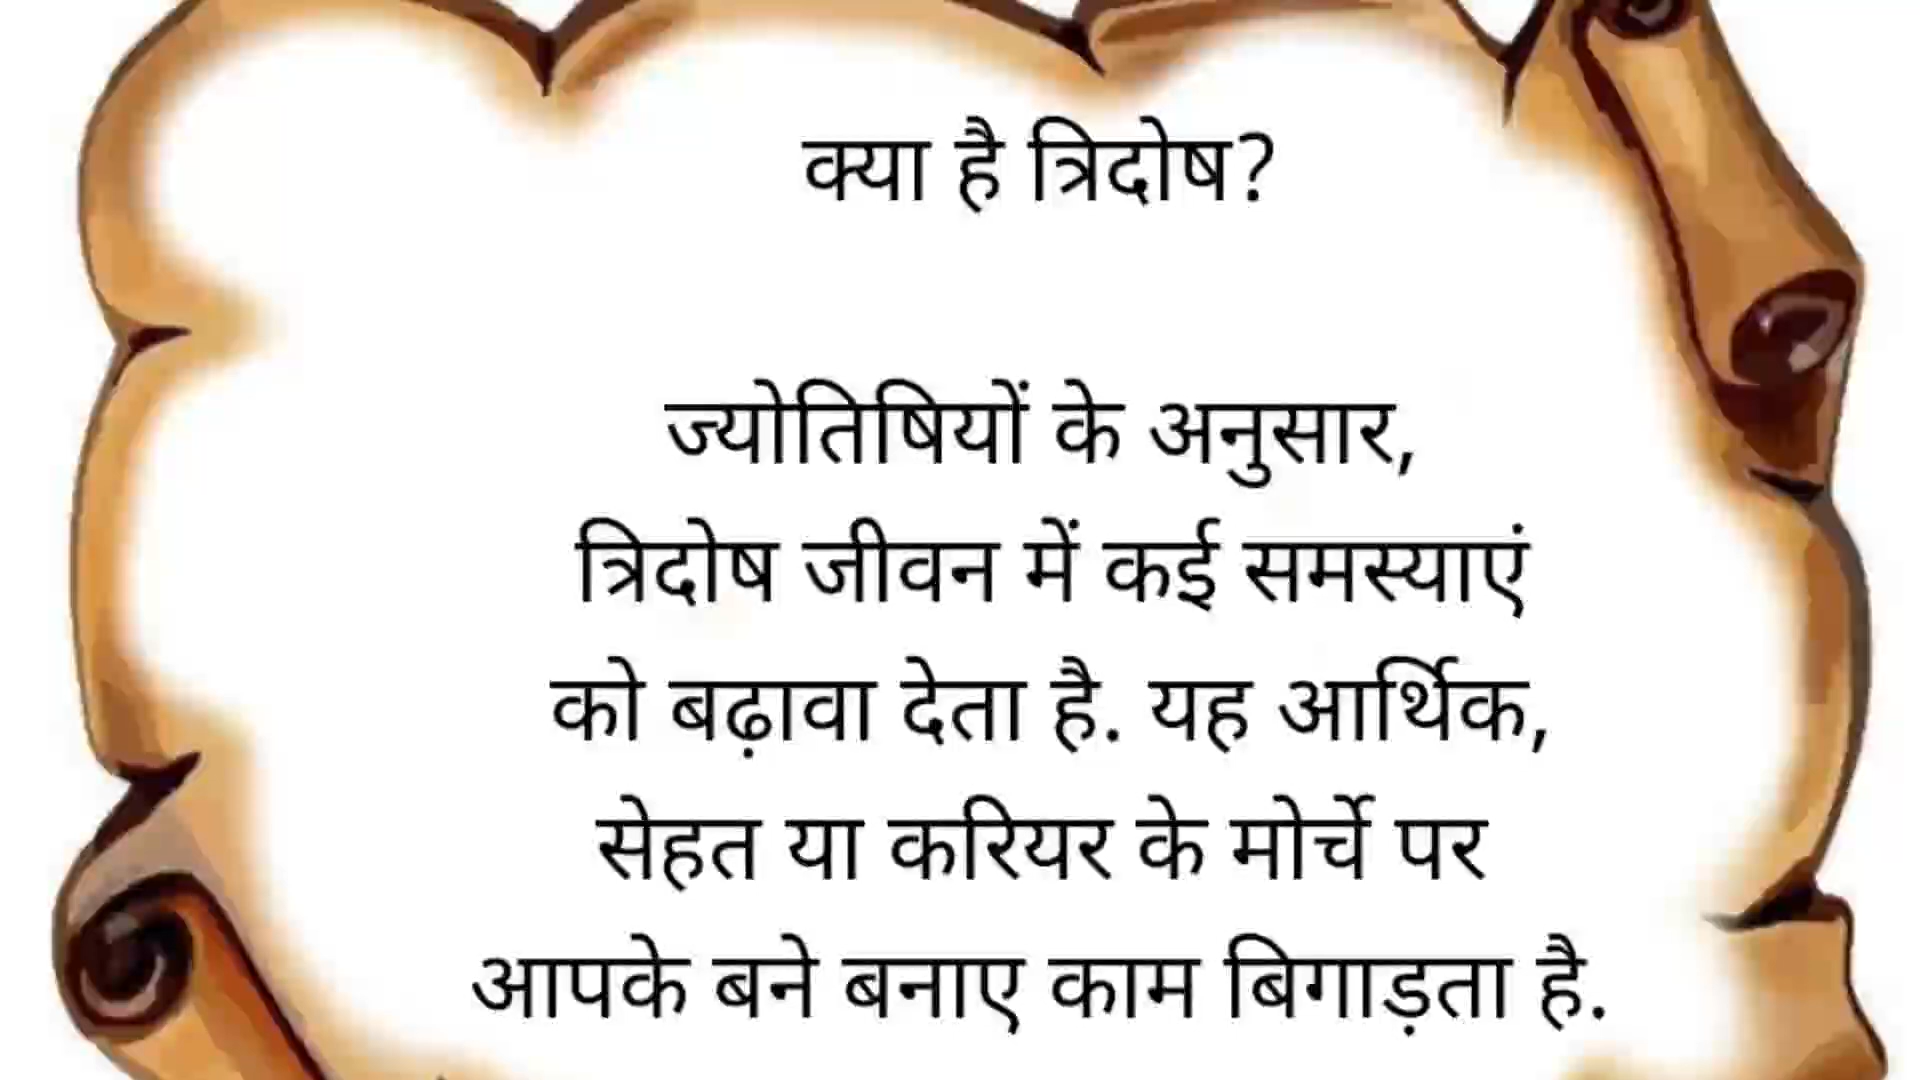 क्या है त्रिदोष?
ज्योतिषियों के अनुसार,
त्रिदोष जीवन में कई समस्याएं
को बढ़ावा देता है. यह आर्थिक,
सेहत या करियर के मोर्चे पर
आपके बने बनाए काम बिगाड़ता है.